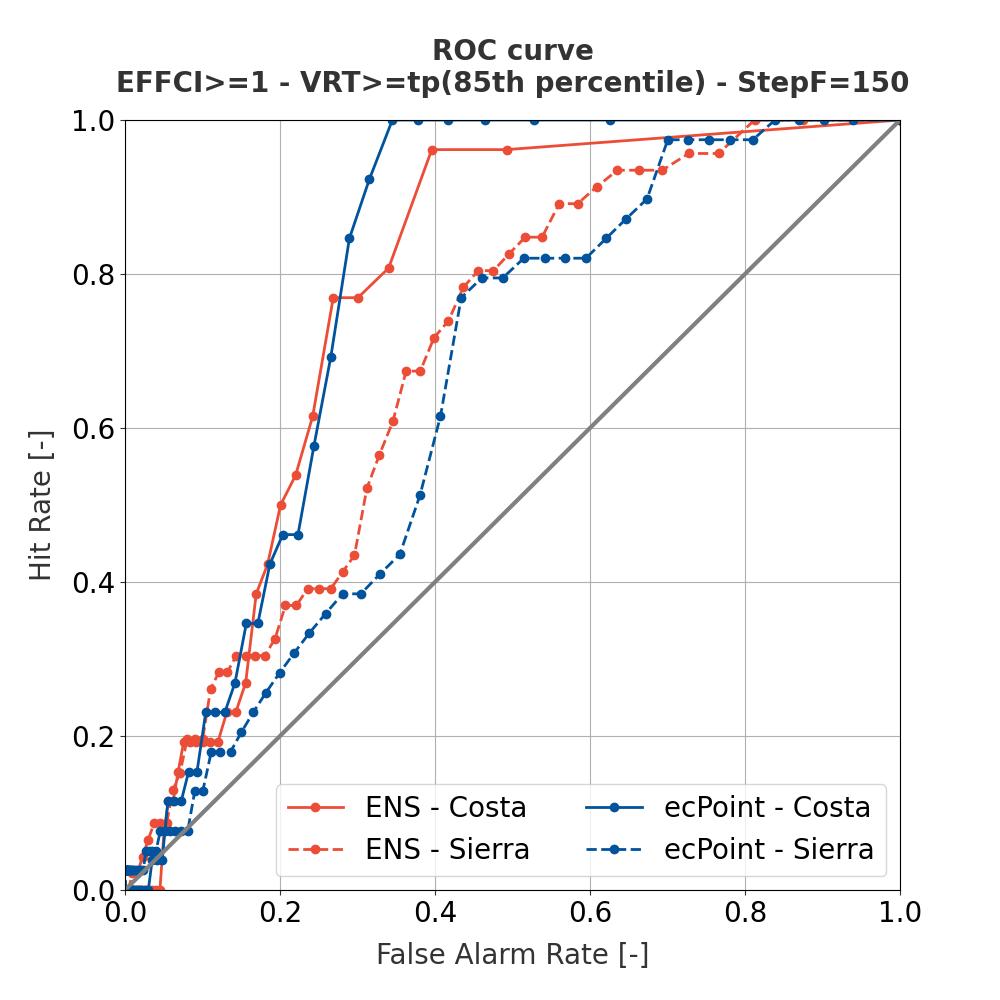 ROC curve
EFFCI>=1 - VRT>=tp(85th percentile) - StepF=150
1.0
0.8
0.6
0.4
0.2
0.0
Hit Rate [-]
ENS - Costa
ENS - Sierra
ecPoint - Costa
ecPoint - Sierra
0.0 0.2 0.4 0.6 0.8 1.0
False Alarm Rate [-]